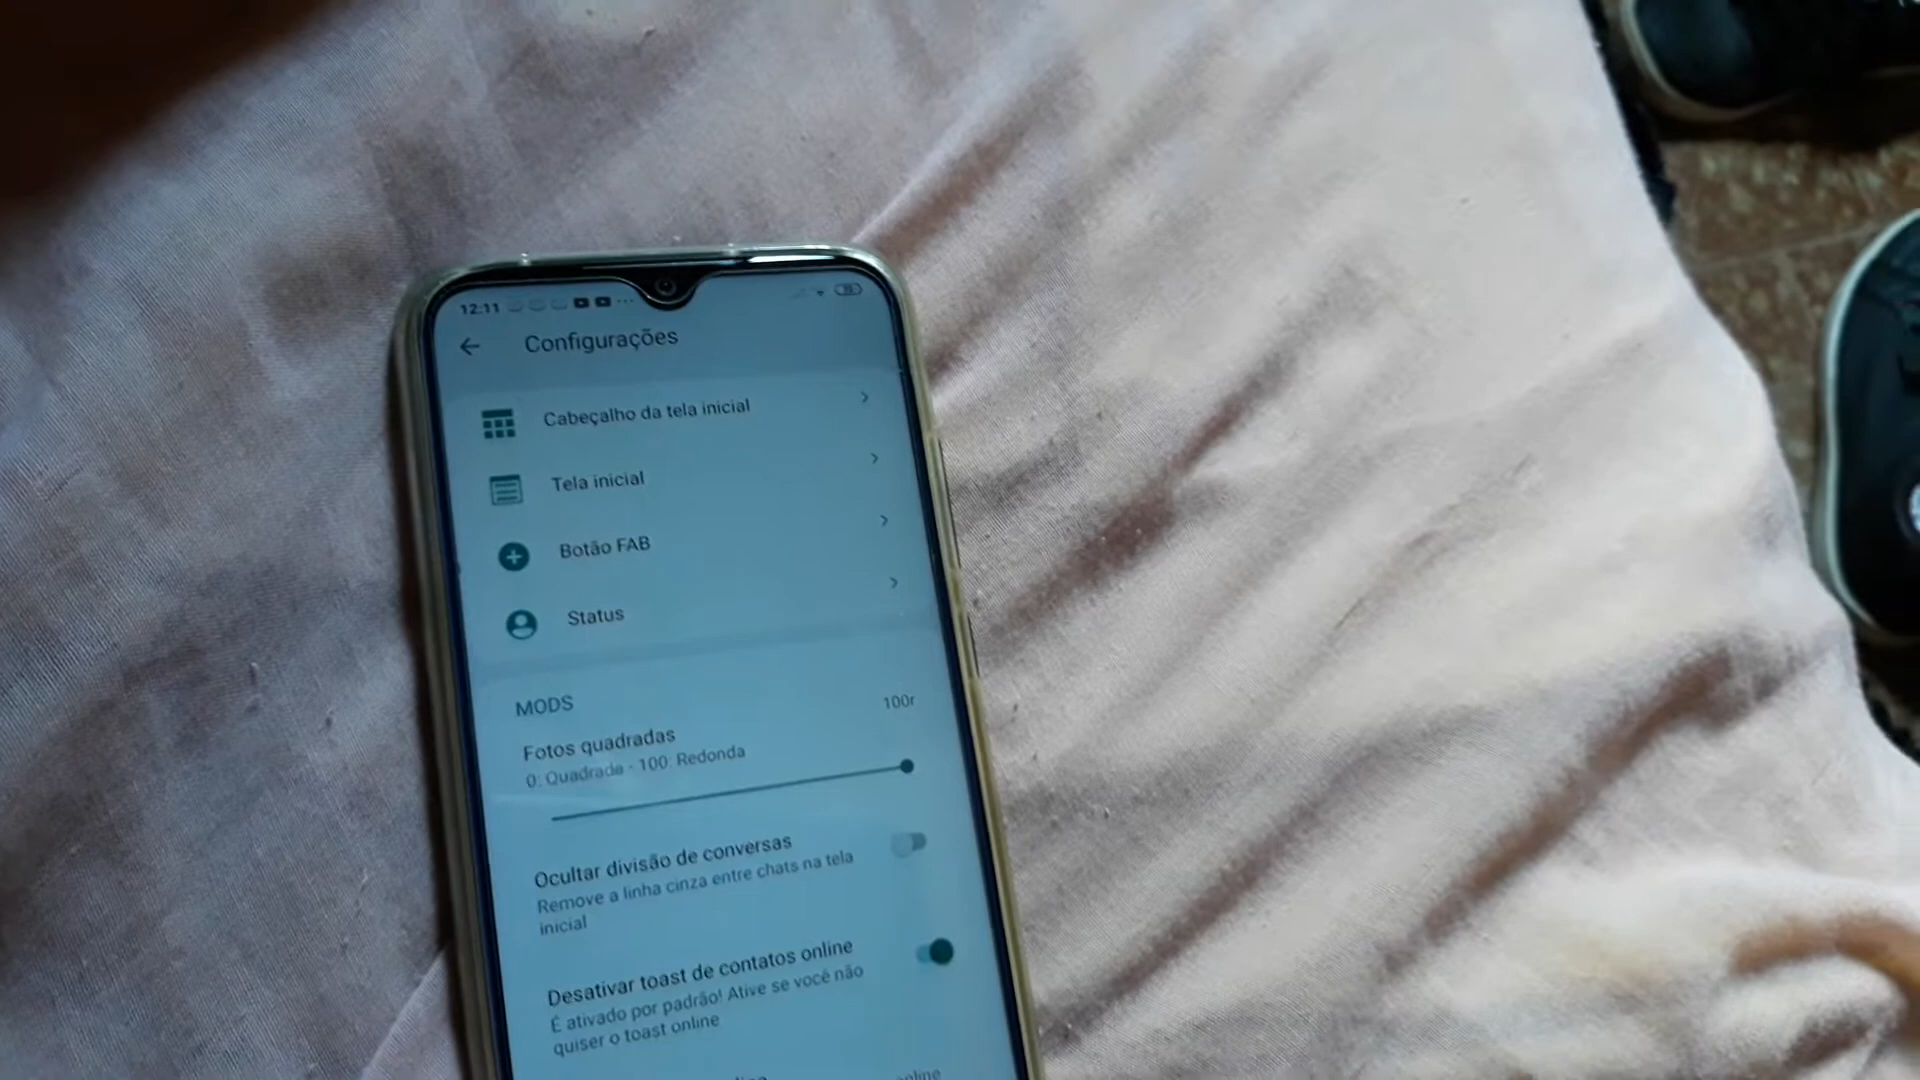 12:11
Configurações
Cabeçalho da tela inicial
Tela inicial
Botão FAB
Status
MODS
Fotos quadradas
100r
0: Quadrada - 100: Redonda
Ocultar divisão de conversas
Remove a linha cinza entre chats na tela
inicial
Desativar toast de contatos online
É ativado por padrão! Ative se você não
quiser o toast online
online